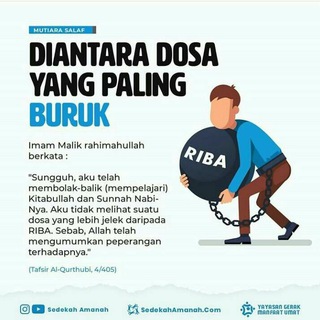 MUTIARA SALAF
DIANTARA DOSA
YANG PALING
BURUK
Imam Malik rahimahullah
berkata :
"Sungguh, aku telah
membolak-balik (mempelajari)
Kitabullah dan Sunnah Nabi-
Nya. Aku tidak melihat suatu
dosa yang lebih jelek daripada
RIBA. Sebab, Allah telah
mengumumkan peperangan
terhadapnya."
(Tafsir Al-Qurthubi, 4/405)
RIBA
Sedekah Amanah
SedekahAmanah.Com
YAYASAN GERAK
MANFAAT UMAT